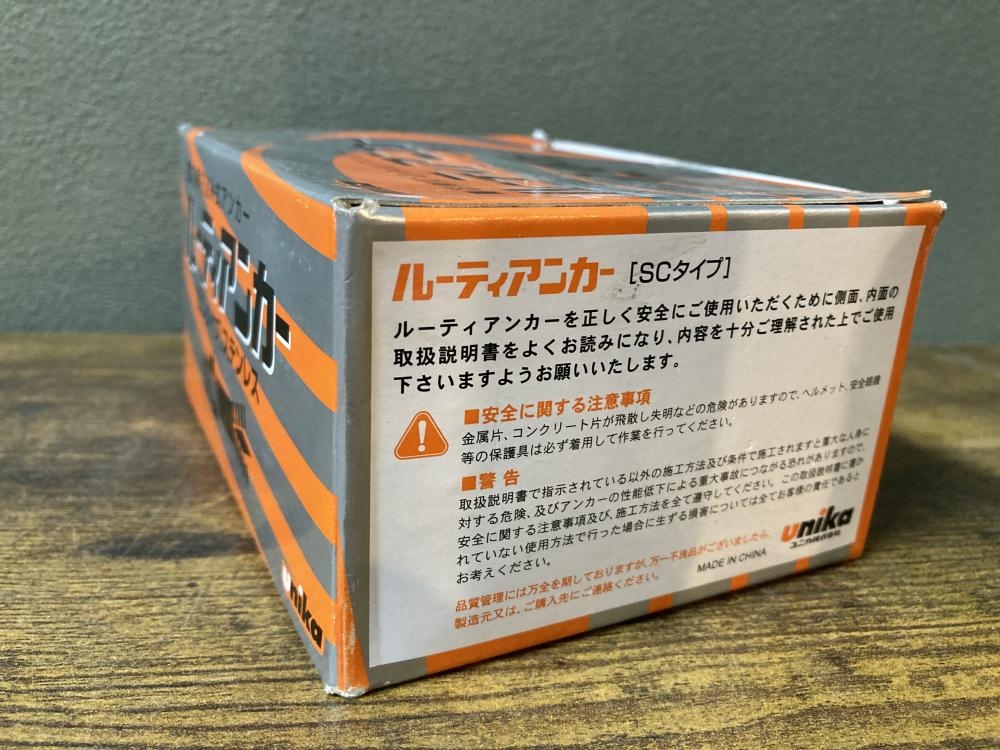 ルーティアンカー [SCタイプ]
ルーティアンカーを正しく安全にご使用いただくために側面、内面の
取扱説明書をよくお読みになり、内容を十分ご理解された上でご使用
下さいますようお願いいたします。
■安全に関する注意事項
金属片、コンクリート片が飛散し失明などの危険がありますので、ヘルメット、安全眼鏡
等の保護具は必ず着用して作業を行ってください。
■警告
取扱説明書で指示されている以外の施工方法及び条件で施工されますと重大な人身に
対する危険、及びアンカーの性能低下による重大事故につながる恐れがありますので、
安全に関する注意事項及び、施工方法を全て遵守してください。この取扱説明書に書か
れていない使用方法で行った場合に生ずる損害については全てお客様の責任であると
お考えください。
品質管理には万全を期しておりますが、万一不良品がございましたら、
製造元又は、ご購入先にご連絡ください。
MADE IN CHINA
unika
ユニカ株式会社
アンカー
ルーティアンカー
ステンレス
unika